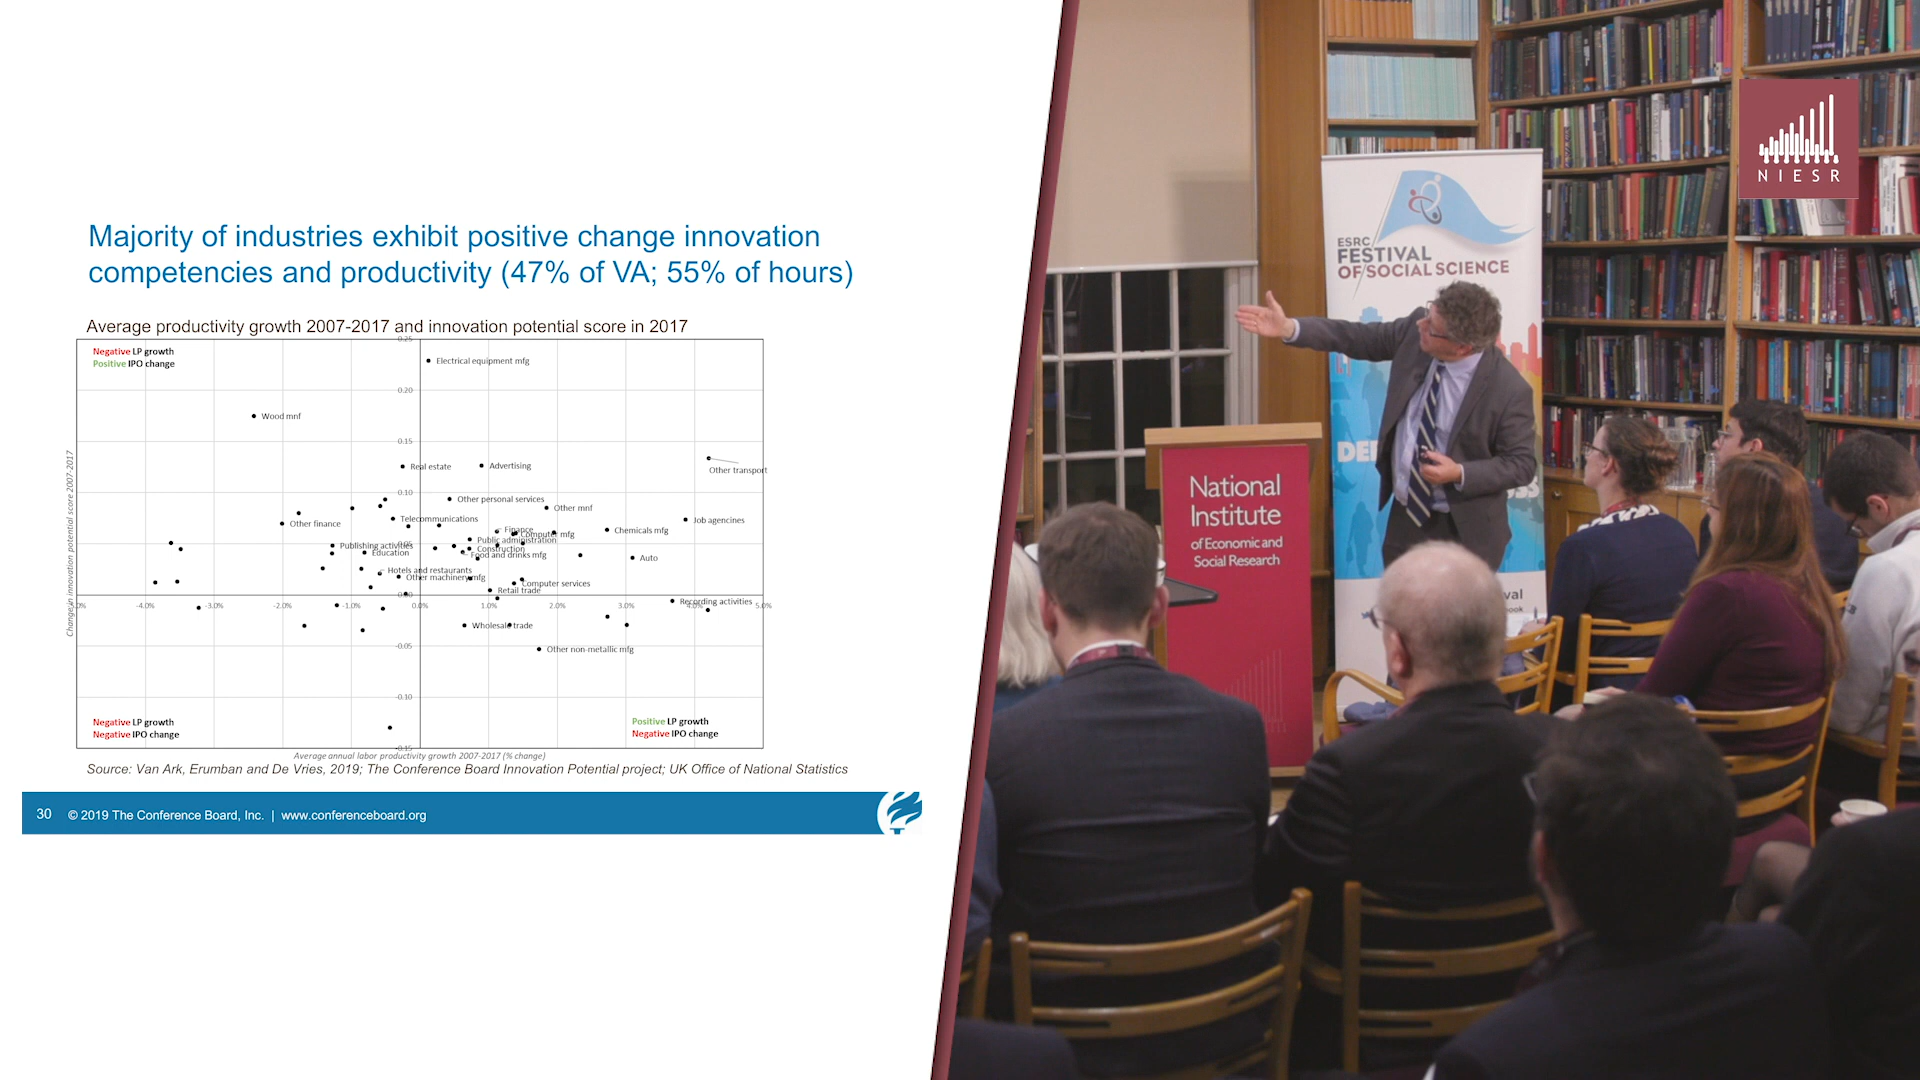 Majority of industries exhibit positive change innovation
competencies and productivity (47% of VA; 55% of hours)
Average productivity growth 2007-2017 and innovation potential score in 2017
Negative LP growth
Positive IPO change
0.25
Electrical equipment mfg
0.20
Wood mnf
0.15
Real estate
Advertising
Other transport
0.10
Other personal services
Other mnf
Other finance
Telecommunications
Finance
Computer mfg
Chemicals mfg
Job agencines
Publishing activities
Public administration
0.05
Education
Construction
Food and drinks mfg
Auto
Hotels and restaurants
Other machinery mfg
Computer services
Retail trade
0.00
Recording activities
-4.0%
-3.0%
-2.0%
-1.0%
0.0%
1.0%
2.0%
3.0%
4.0%
5.0%
Wholesale trade
-0.05
Other non-metallic mfg
-0.10
Negative LP growth
Negative IPO change
Positive LP growth
Negative IPO change
-0.15
Change in innovation potential score 2007-2017
Average annual labor productivity growth 2007-2017 (% change)
Source: Van Ark, Erumban and De Vries, 2019; The Conference Board Innovation Potential project; UK Office of National Statistics
30 © 2019 The Conference Board, Inc. | www.conferenceboard.org
NIESR
ESRC
FESTIVAL
OF SOCIAL SCIENCE
National
Institute
of Economic and
Social Research